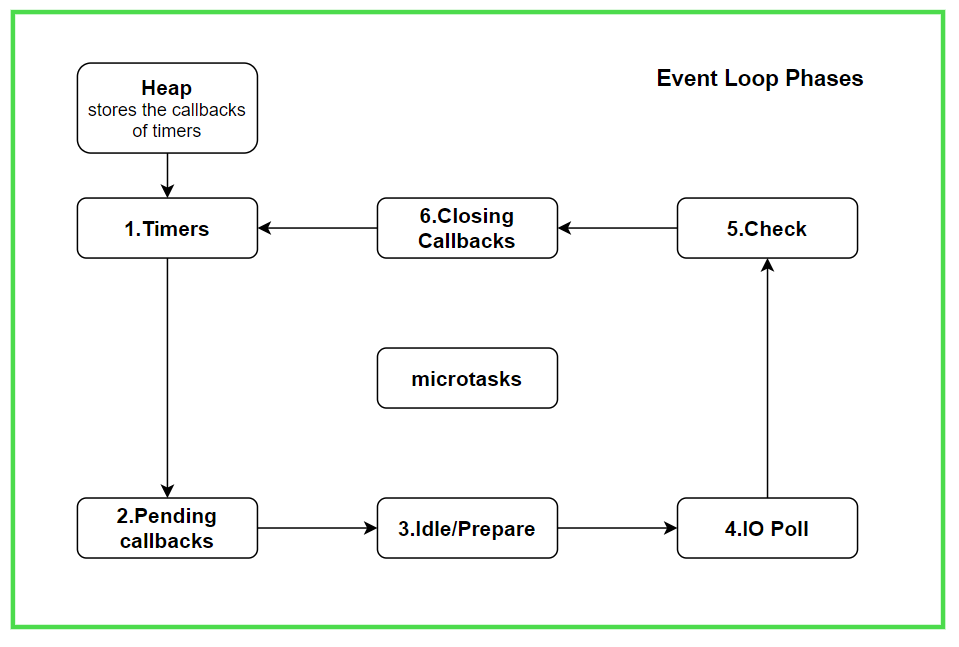 Event Loop Phases
Heap
stores the callbacks
of timers
1.Timers
6.Closing
Callbacks
5.Check
microtasks
2.Pending
callbacks
3.Idle/Prepare
4.IO Poll